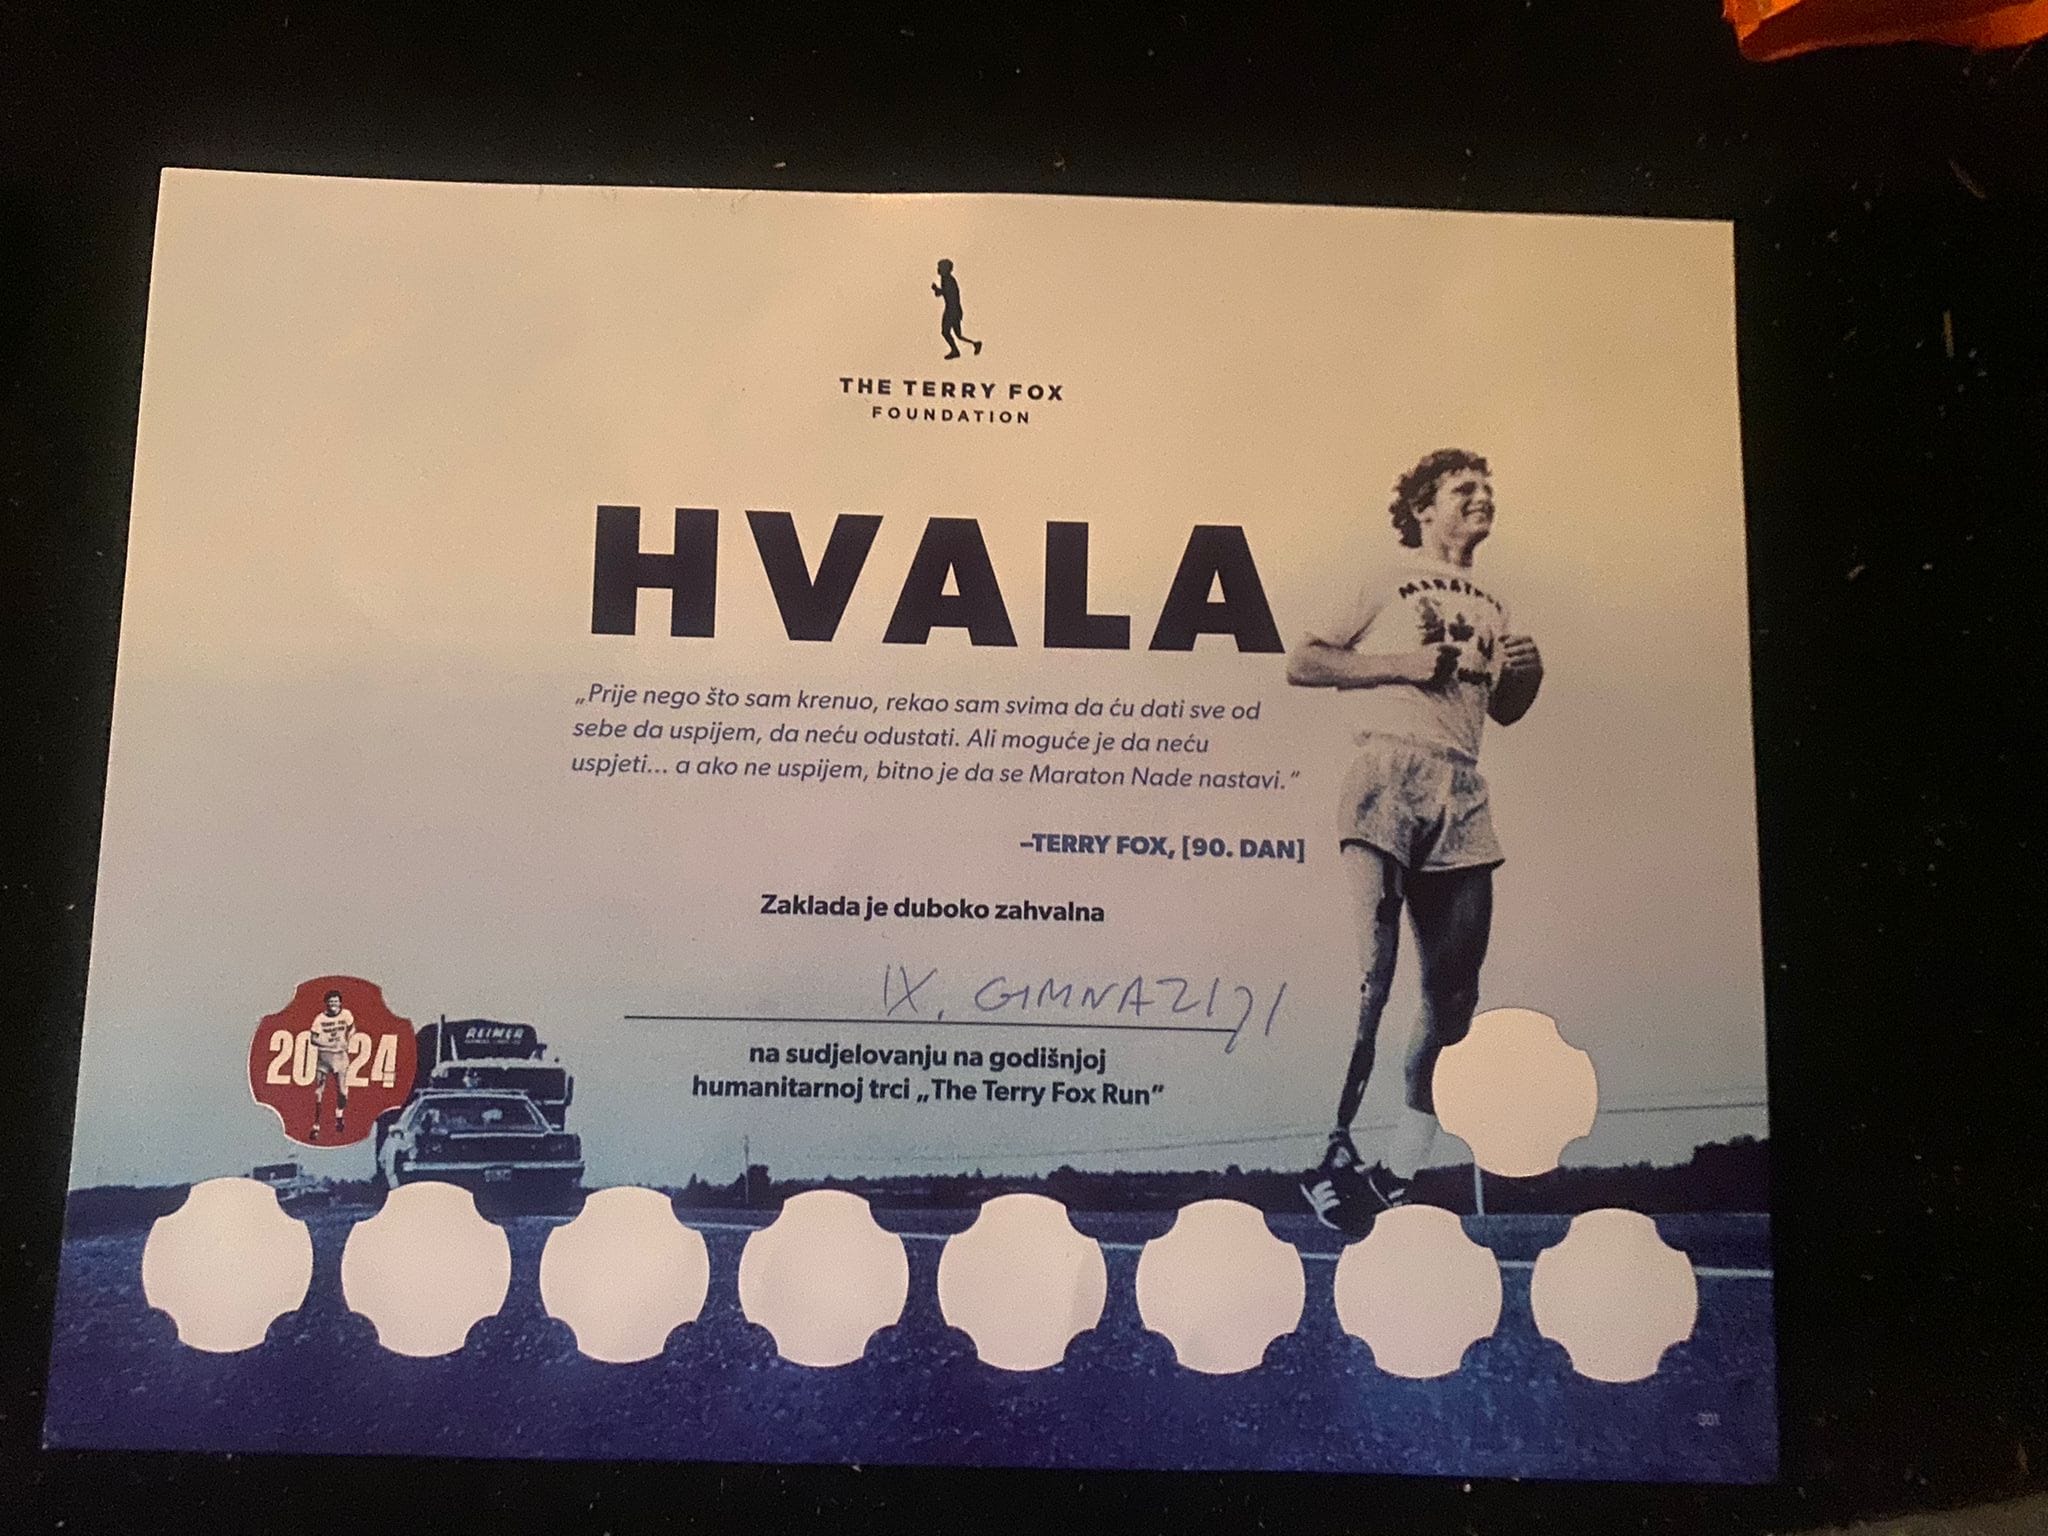 THE TERRY FOX
FOUNDATION
HVALA
„Prije nego što sam krenuo, rekao sam svima da ću dati sve od
sebe da uspijem, da neću odustati. Ali moguće je da neću
uspjeti... a ako ne uspijem, bitno je da se Maraton Nade nastavi.“
–TERRY FOX, [90. DAN]
Zaklada je duboko zahvalna
IX. GIMNAZIJI
na sudjelovanju na godišnjoj
humanitarnoj trci „The Terry Fox Run“
2024
REIMER
301